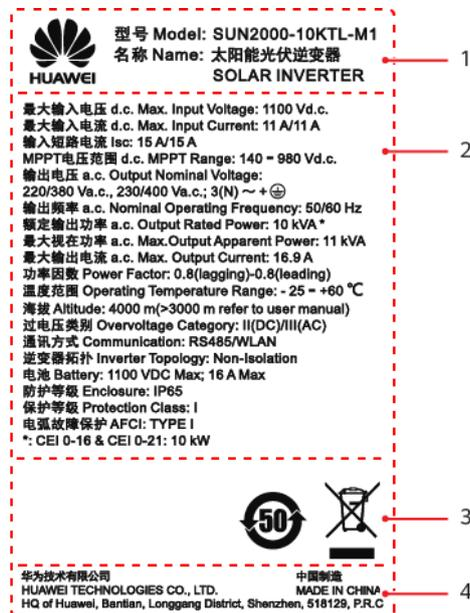 HUAWEI
型号 Model: SUN2000-10KTL-M1
名称 Name: 太阳能光伏逆变器
SOLAR INVERTER
1
最大输入电压 d.c. Max. Input Voltage: 1100 Vd.c.
最大输入电流 d.c. Max. Input Current: 11 A/11 A
输入短路电流 Isc: 15 A/15 A
MPPT电压范围 d.c. MPPT Range: 140 - 980 Vd.c.
输出电压 a.c. Output Nominal Voltage:
220/380 Va.c., 230/400 Va.c.; 3(N) ～ + ⏚
输出频率 a.c. Nominal Operating Frequency: 50/60 Hz
额定输出功率 a.c. Output Rated Power: 10 kVA *
最大视在功率 a.c. Max.Output Apparent Power: 11 kVA
最大输出电流 a.c. Max. Output Current: 16.9 A
功率因数 Power Factor: 0.8(lagging)-0.8(leading)
温度范围 Operating Temperature Range: - 25 - +60 ℃
海拔 Altitude: 4000 m(>3000 m refer to user manual)
过电压类别 Overvoltage Category: II(DC)/III(AC)
通讯方式 Communication: RS485/WLAN
逆变器拓扑 Inverter Topology: Non-Isolation
电池 Battery: 1100 VDC Max; 16 A Max
防护等级 Enclosure: IP65
保护等级 Protection Class: I
电弧故障保护 AFCI: TYPE I
*: CEI 0-16 & CEI 0-21: 10 kW
2
50
3
华为技术有限公司 中国制造
HUAWEI TECHNOLOGIES CO., LTD. MADE IN CHINA
HQ of Huawei, Bantian, Longgang District, Shenzhen, 518129, P.R.C
4